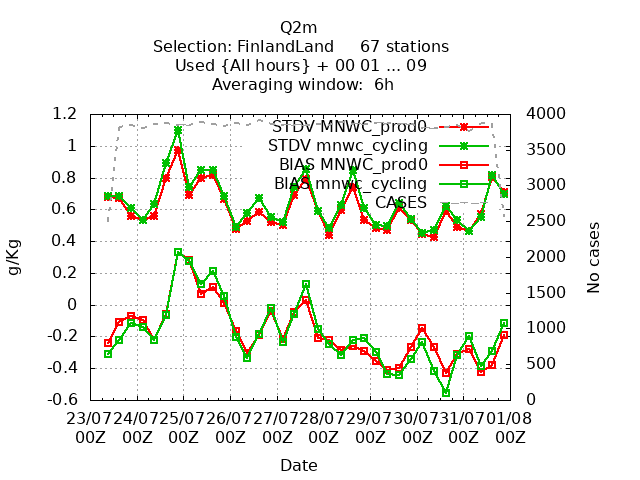 Q2m
Selection: FinlandLand 67 stations
Used {All hours} + 00 01 ... 09
Averaging window: 6h
STDV MNWC_prod0
STDV mnwc_cycling
BIAS MNWC_prod0
BIAS mnwc_cycling
CASES
1.2
1
0.8
0.6
0.4
0.2
0
-0.2
-0.4
-0.6
g/Kg
4000
3500
3000
2500
2000
1500
1000
500
0
No cases
23/07 24/07 25/07 26/07 27/07 28/07 29/07 30/07 31/07 01/08
00Z 00Z 00Z 00Z 00Z 00Z 00Z 00Z 00Z 00Z
Date